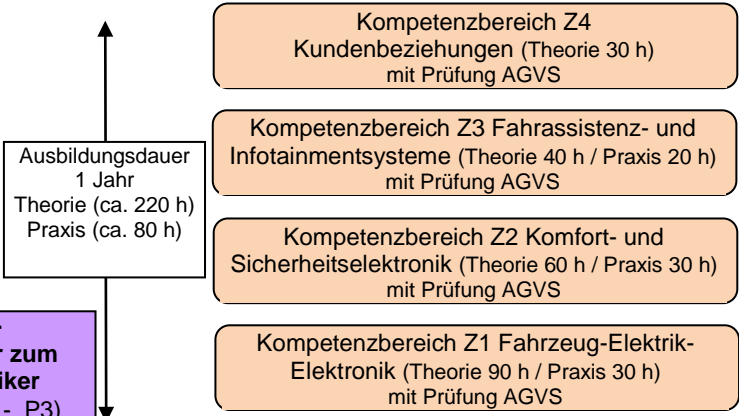 Kompetenzbereich Z4
Kundenbeziehungen (Theorie 30 h)
mit Prüfung AGVS
Kompetenzbereich Z3 Fahrassistenz- und
Infotainmentsysteme (Theorie 40 h / Praxis 20 h)
mit Prüfung AGVS
Ausbildungsdauer
1 Jahr
Theorie (ca. 220 h)
Praxis (ca. 80 h)
Kompetenzbereich Z2 Komfort- und
Sicherheitselektronik (Theorie 60 h / Praxis 30 h)
mit Prüfung AGVS
Kompetenzbereich Z1 Fahrzeug-Elektrik-
Elektronik (Theorie 90 h / Praxis 30 h)
mit Prüfung AGVS
zum
- P3)